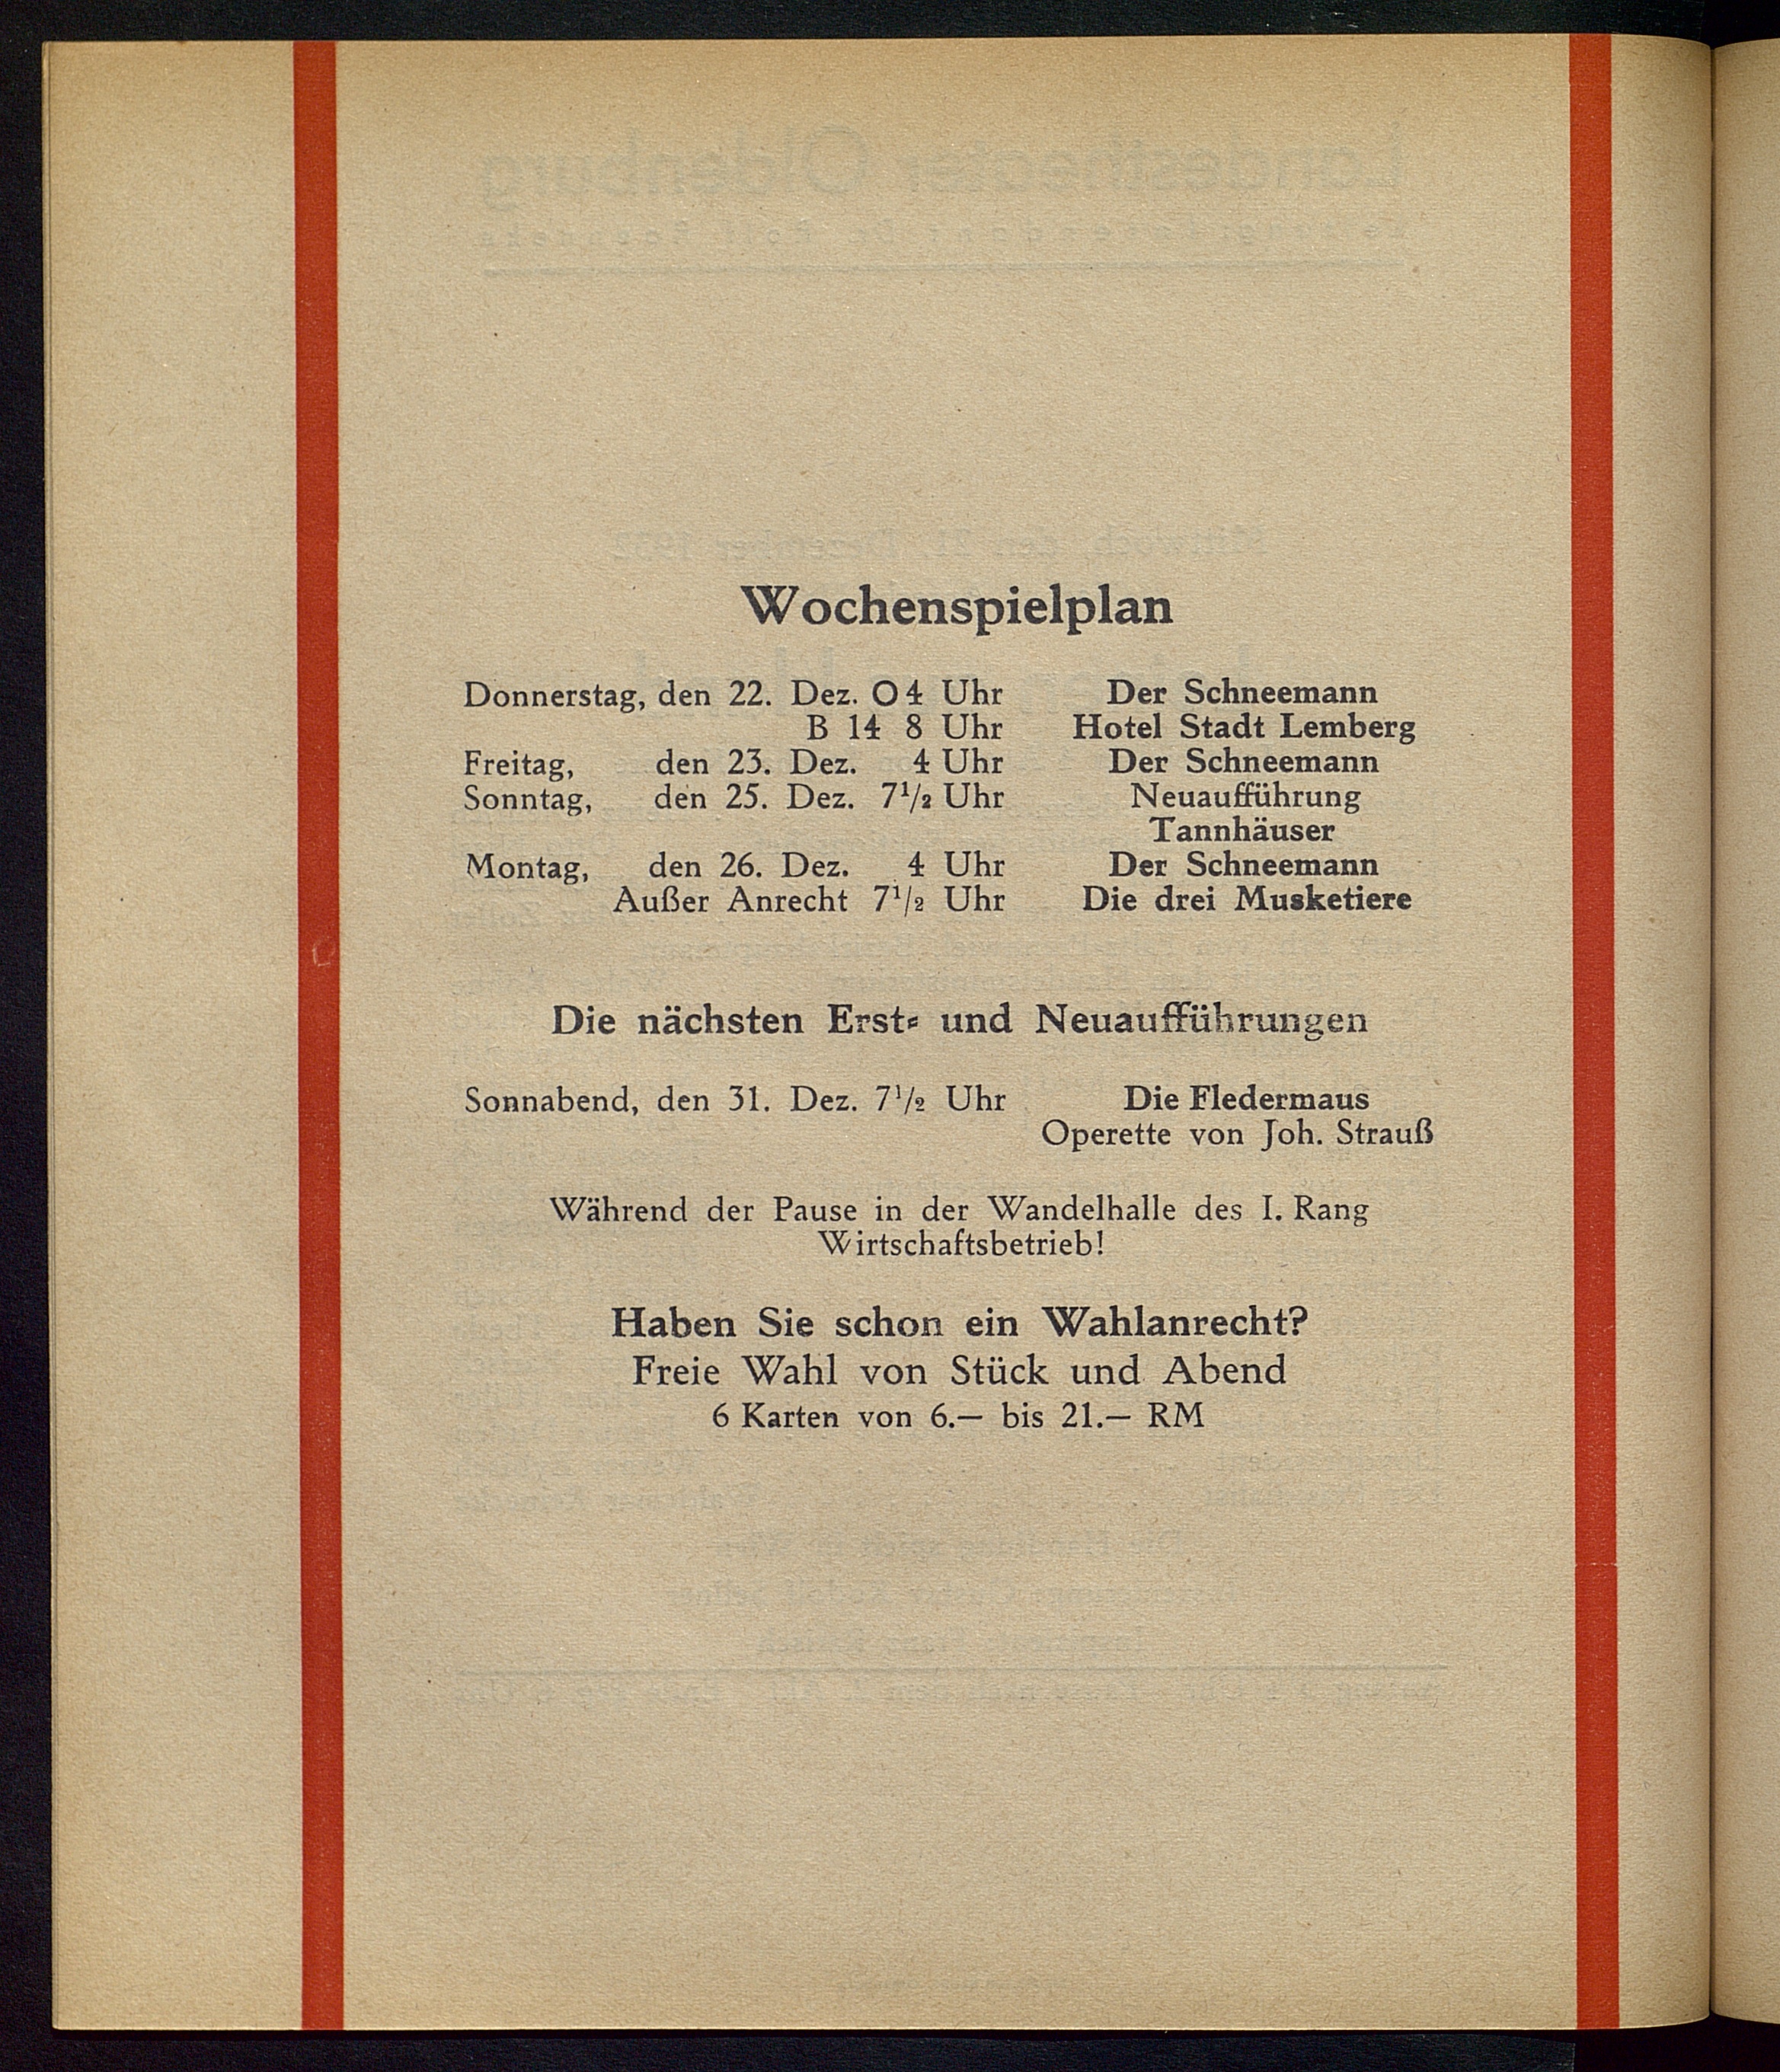 Wochenspielplan
Donnerstag, den 22. Dez. O 4 Uhr Der Schneemann
B 14 8 Uhr Hotel Stadt Lemberg
Freitag, den 23. Dez. 4 Uhr Der Schneemann
Sonntag, den 25. Dez. 7¹/₂ Uhr Neuaufführung
Tannhäuser
Montag, den 26. Dez. 4 Uhr Der Schneemann
Außer Anrecht 7¹/₂ Uhr Die drei Musketiere
Die nächsten Erst- und Neuaufführungen
Sonnabend, den 31. Dez. 7¹/₂ Uhr Die Fledermaus
Operette von Joh. Strauß
Während der Pause in der Wandelhalle des I. Rang
Wirtschaftsbetrieb!
Haben Sie schon ein Wahlanrecht?
Freie Wahl von Stück und Abend
6 Karten von 6.— bis 21.— RM